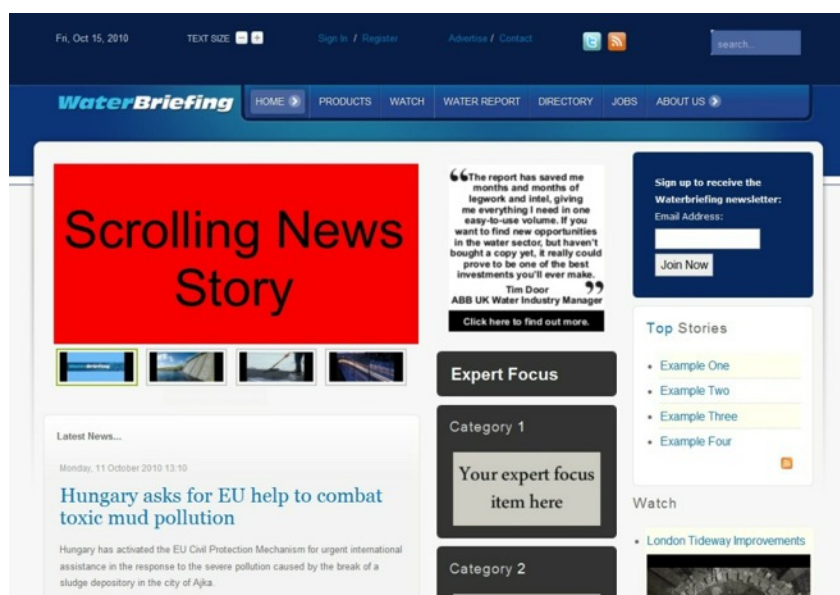 Fri, Oct 15, 2010
TEXT SIZE - +
Sign In / Register
Advertise / Contact
search...
WaterBriefing
HOME
PRODUCTS
WATCH
WATER REPORT
DIRECTORY
JOBS
ABOUT US
Scrolling News
Story
WaterBriefing
Latest News...
Monday, 11 October 2010 13:10
Hungary asks for EU help to combat
toxic mud pollution
Hungary has activated the EU Civil Protection Mechanism for urgent international
assistance in the response to the severe pollution caused by the break of a
sludge depository in the city of Ajka.
“The report has saved me
months and months of
legwork and intel, giving
me everything I need in one
easy-to-use volume. If you
want to find new opportunities
in the water sector, but haven't
bought a copy yet, it really could
prove to be one of the best
investments you'll ever make.
Tim Door ”
ABB UK Water Industry Manager
Click here to find out more.
Expert Focus
Category 1
Your expert focus
item here
Category 2
Sign up to receive the
Waterbriefing newsletter:
Email Address:
Join Now
Top Stories
Example One
Example Two
Example Three
Example Four
Watch
London Tideway Improvements